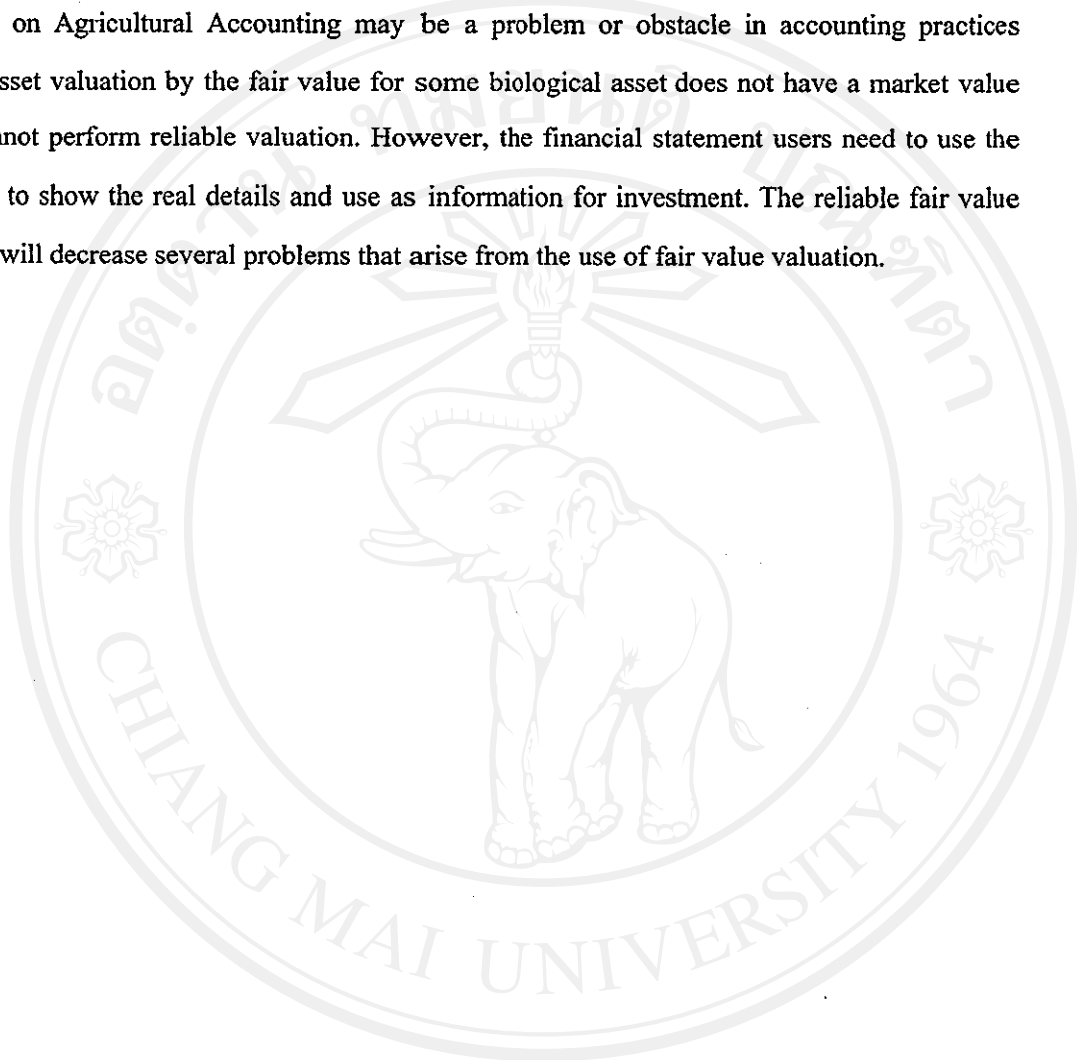 on Agricultural Accounting may be a problem or obstacle in accounting practices
sset valuation by the fair value for some biological asset does not have a market value
nnot perform reliable valuation. However, the financial statement users need to use the
to show the real details and use as information for investment. The reliable fair value
will decrease several problems that arise from the use of fair value valuation.
CHIANG MAI UNIVERSITY 1964